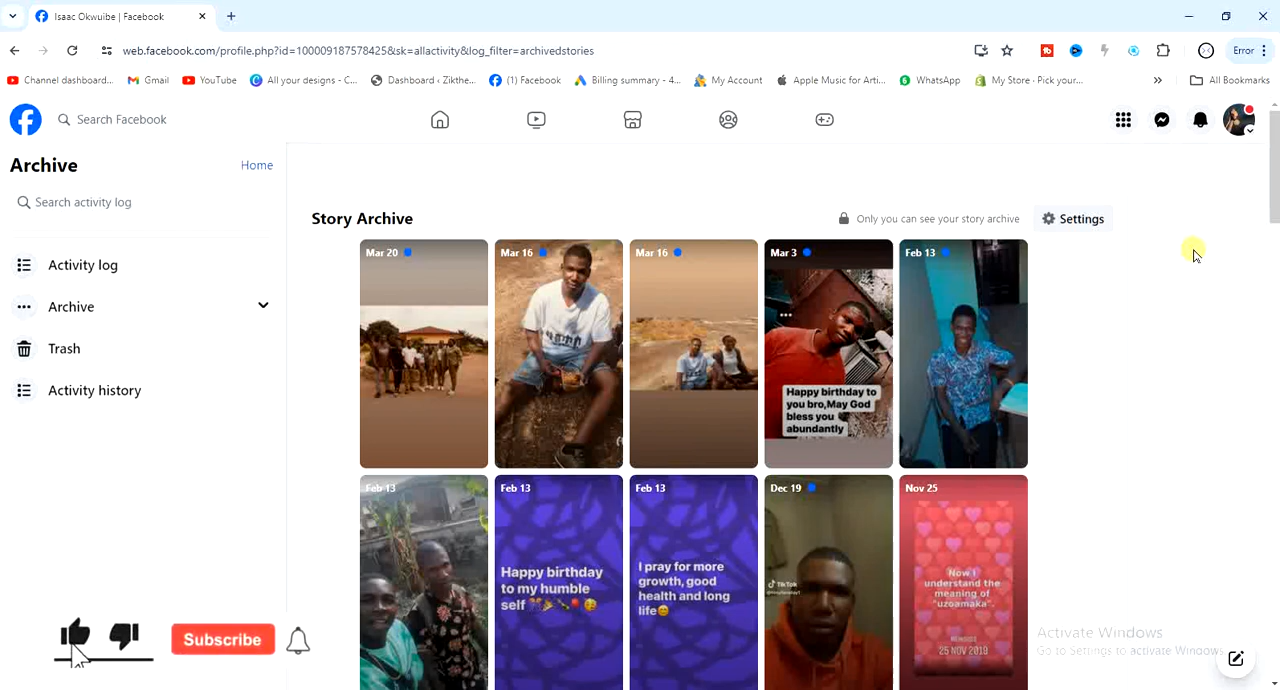 Isaac Okwuibe | Facebook
web.facebook.com/profile.php?id=100009187578425&sk=allactivity&log_filter=archivedstories
Error
Channel dashboard...
Gmail
YouTube
All your designs - C...
Dashboard ‹ Zikthe...
(1) Facebook
Billing summary - 4...
My Account
Apple Music for Arti...
WhatsApp
My Store · Pick your...
All Bookmarks
Search Facebook
Archive
Home
Search activity log
Activity log
Archive
Trash
Activity history
Story Archive
Only you can see your story archive
Settings
Mar 20
Mar 16
Mar 16
Mar 3
Happy birthday to
you bro,May God
bless you
abundantly
Feb 13
Feb 13
Feb 13
Happy birthday
to my humble
self
Feb 13
I pray for more
growth, good
health and long
life
Dec 19
TikTok
Nov 25
Now I
understand the
meaning of
"uzoamaka".
25 NOV 2019
Subscribe
Activate Windows
Go to Settings to activate Windows.